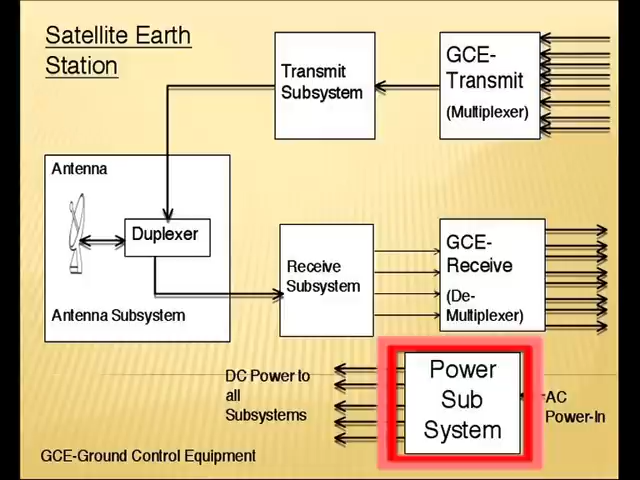 Satellite Earth
Station
Transmit
Subsystem
GCE-
Transmit
(Multiplexer)
Antenna
Duplexer
Antenna Subsystem
Receive
Subsystem
GCE-
Receive
(De-
Multiplexer)
DC Power to
all
Subsystems
Power
Sub
System
AC
Power-In
GCE-Ground Control Equipment